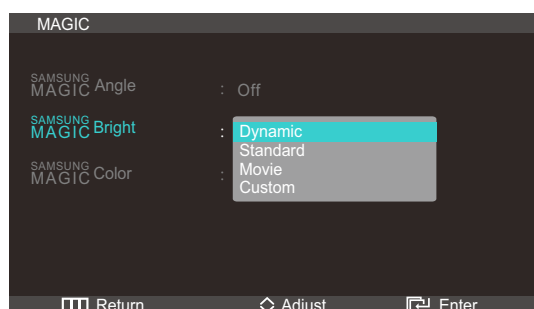 MAGIC
SAMSUNG MAGIC Angle : Off
SAMSUNG MAGIC Bright : Dynamic
Standard
Movie
Custom
SAMSUNG MAGIC Color :
Return Adjust Enter